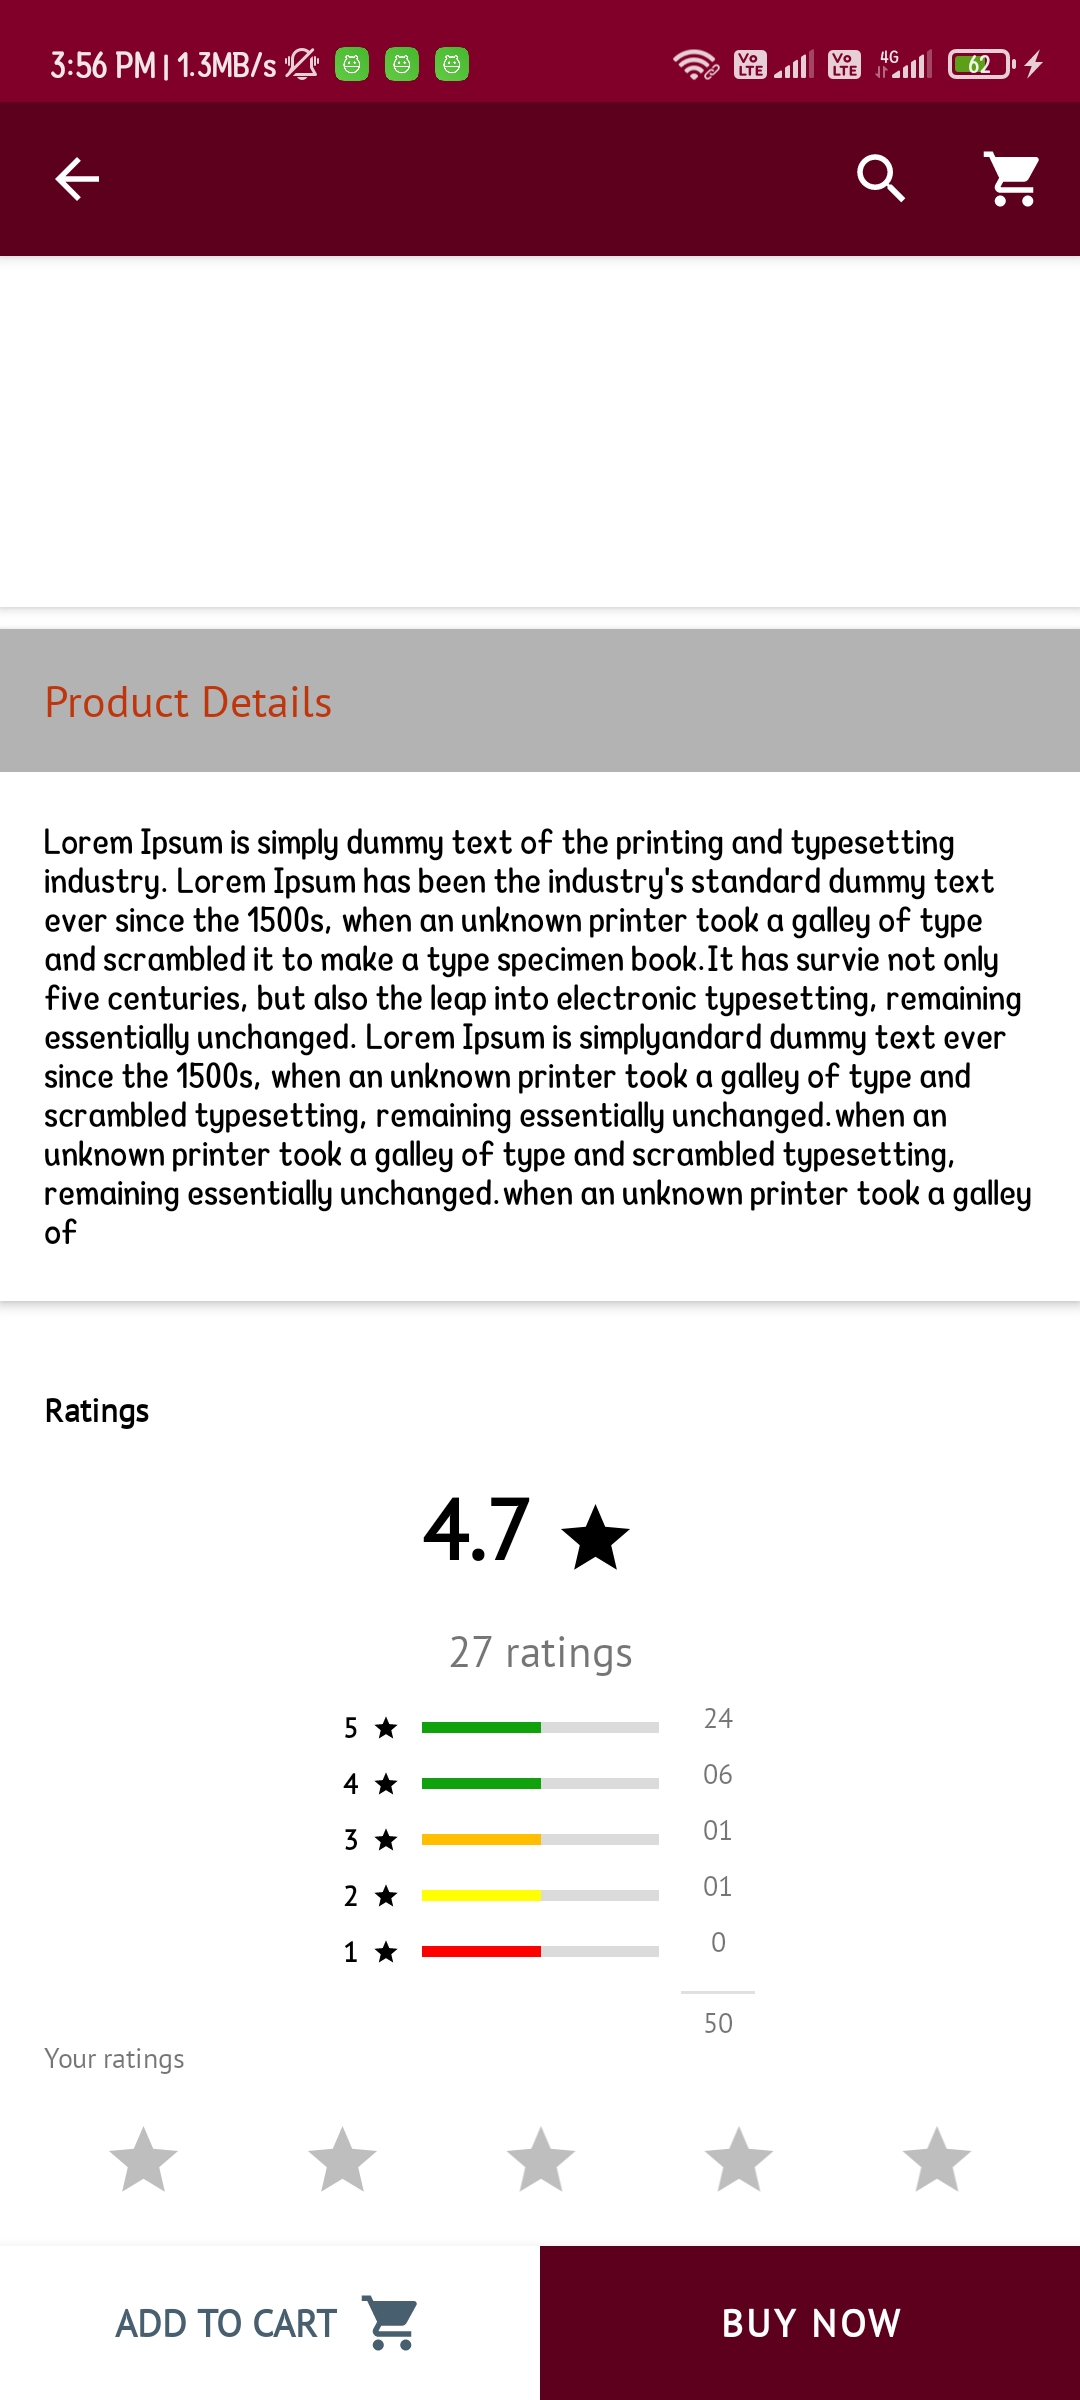 3:56 PM | 1.3MB/s Vo LTE Vo LTE 4G 62
Product Details
Lorem Ipsum is simply dummy text of the printing and typesetting
industry. Lorem Ipsum has been the industry's standard dummy text
ever since the 1500s, when an unknown printer took a galley of type
and scrambled it to make a type specimen book.It has survie not only
five centuries, but also the leap into electronic typesetting, remaining
essentially unchanged. Lorem Ipsum is simplyandard dummy text ever
since the 1500s, when an unknown printer took a galley of type and
scrambled typesetting, remaining essentially unchanged.when an
unknown printer took a galley of type and scrambled typesetting,
remaining essentially unchanged.when an unknown printer took a galley
of
Ratings
4.7
27 ratings
5 24
4 06
3 01
2 01
1 0
50
Your ratings
ADD TO CART BUY NOW